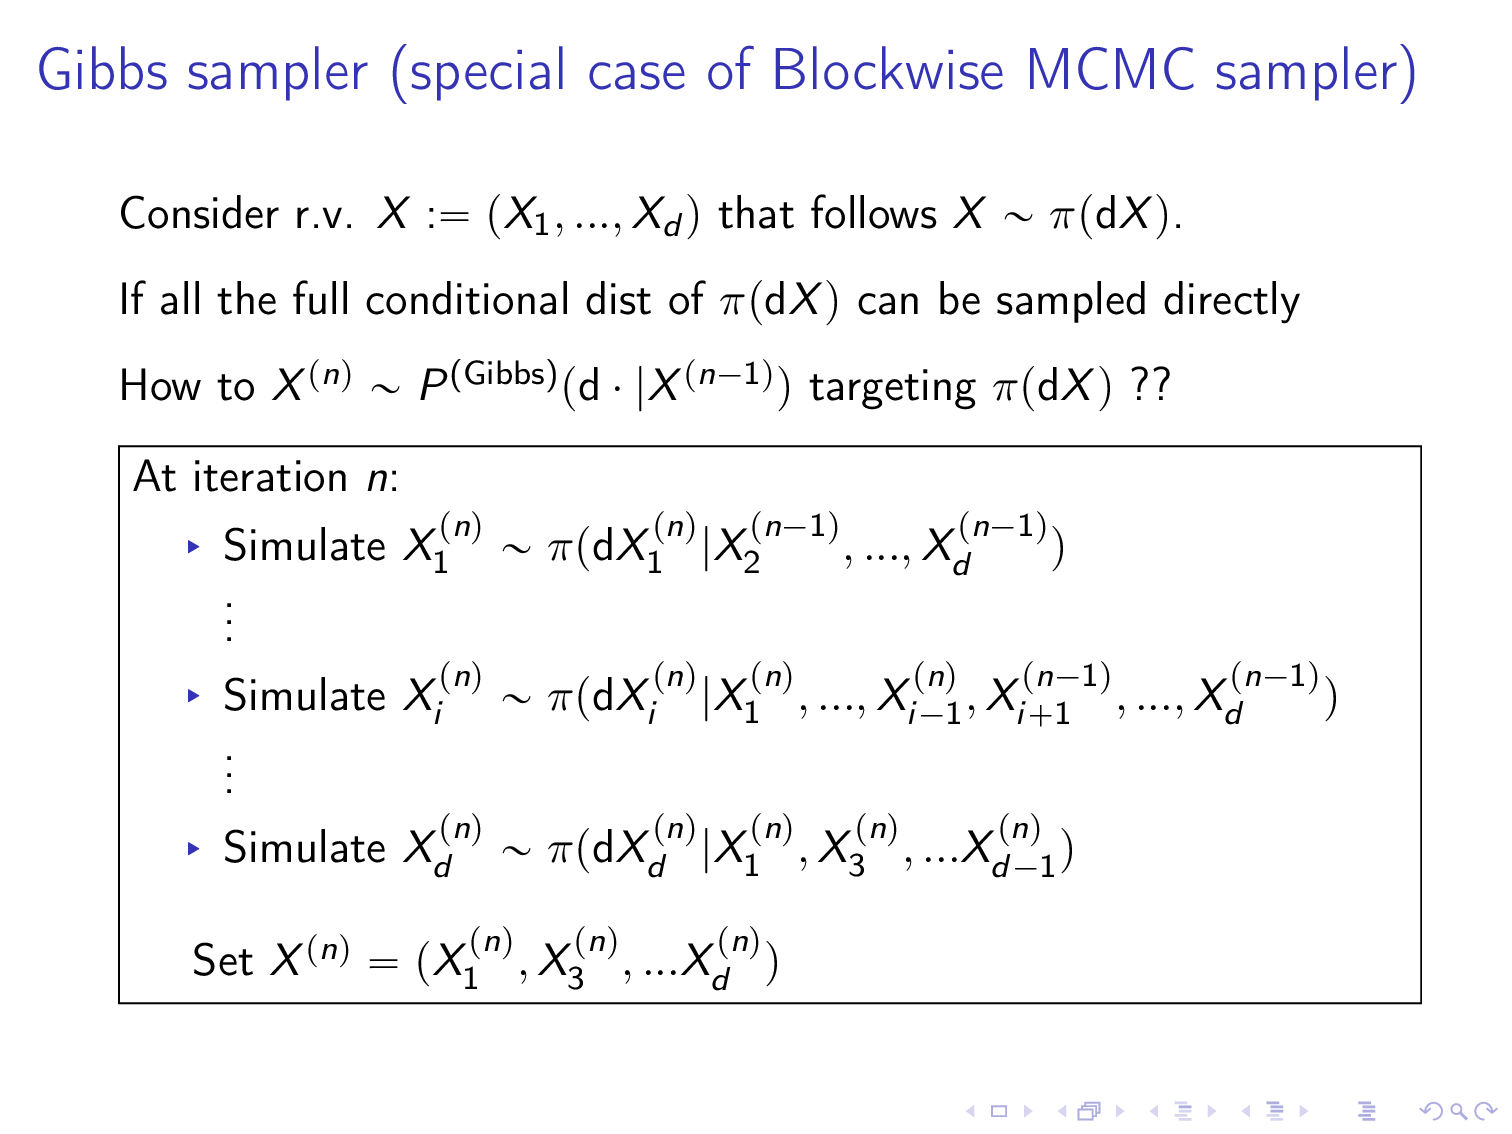 Gibbs sampler (special case of Blockwise MCMC sampler)
Consider r.v. $X := (X_1, ..., X_d)$ that follows $X \sim \pi(\mathrm{d}X)$.
If all the full conditional dist of $\pi(\mathrm{d}X)$ can be sampled directly
How to $X^{(n)} \sim P^{(\text{Gibbs})}(\mathrm{d} \cdot | X^{(n-1)})$ targeting $\pi(\mathrm{d}X)$ ??
At iteration $n$:
▸ Simulate $X_1^{(n)} \sim \pi(\mathrm{d}X_1^{(n)} | X_2^{(n-1)}, ..., X_d^{(n-1)})$
⋮
▸ Simulate $X_i^{(n)} \sim \pi(\mathrm{d}X_i^{(n)} | X_1^{(n)}, ..., X_{i-1}^{(n)}, X_{i+1}^{(n-1)}, ..., X_d^{(n-1)})$
⋮
▸ Simulate $X_d^{(n)} \sim \pi(\mathrm{d}X_d^{(n)} | X_1^{(n)}, X_3^{(n)}, ...X_{d-1}^{(n)})$
Set $X^{(n)} = (X_1^{(n)}, X_3^{(n)}, ...X_d^{(n)})$